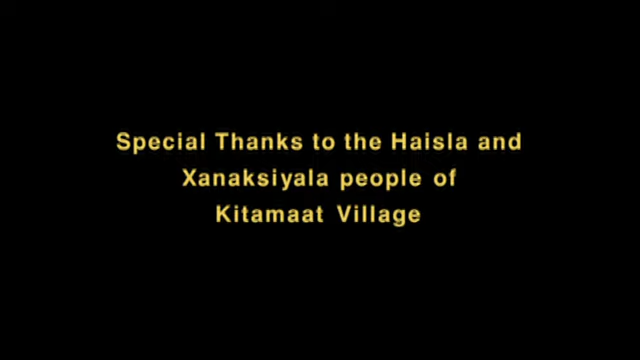 Special Thanks to the Haisla and
Xanaksiyala people of
Kitamaat Village